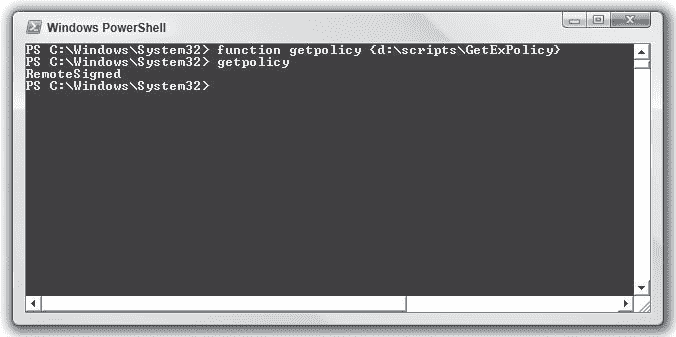 Windows PowerShell
PS C:\Windows\System32> function getpolicy {d:\scripts\GetExPolicy}
PS C:\Windows\System32> getpolicy
RemoteSigned
PS C:\Windows\System32>